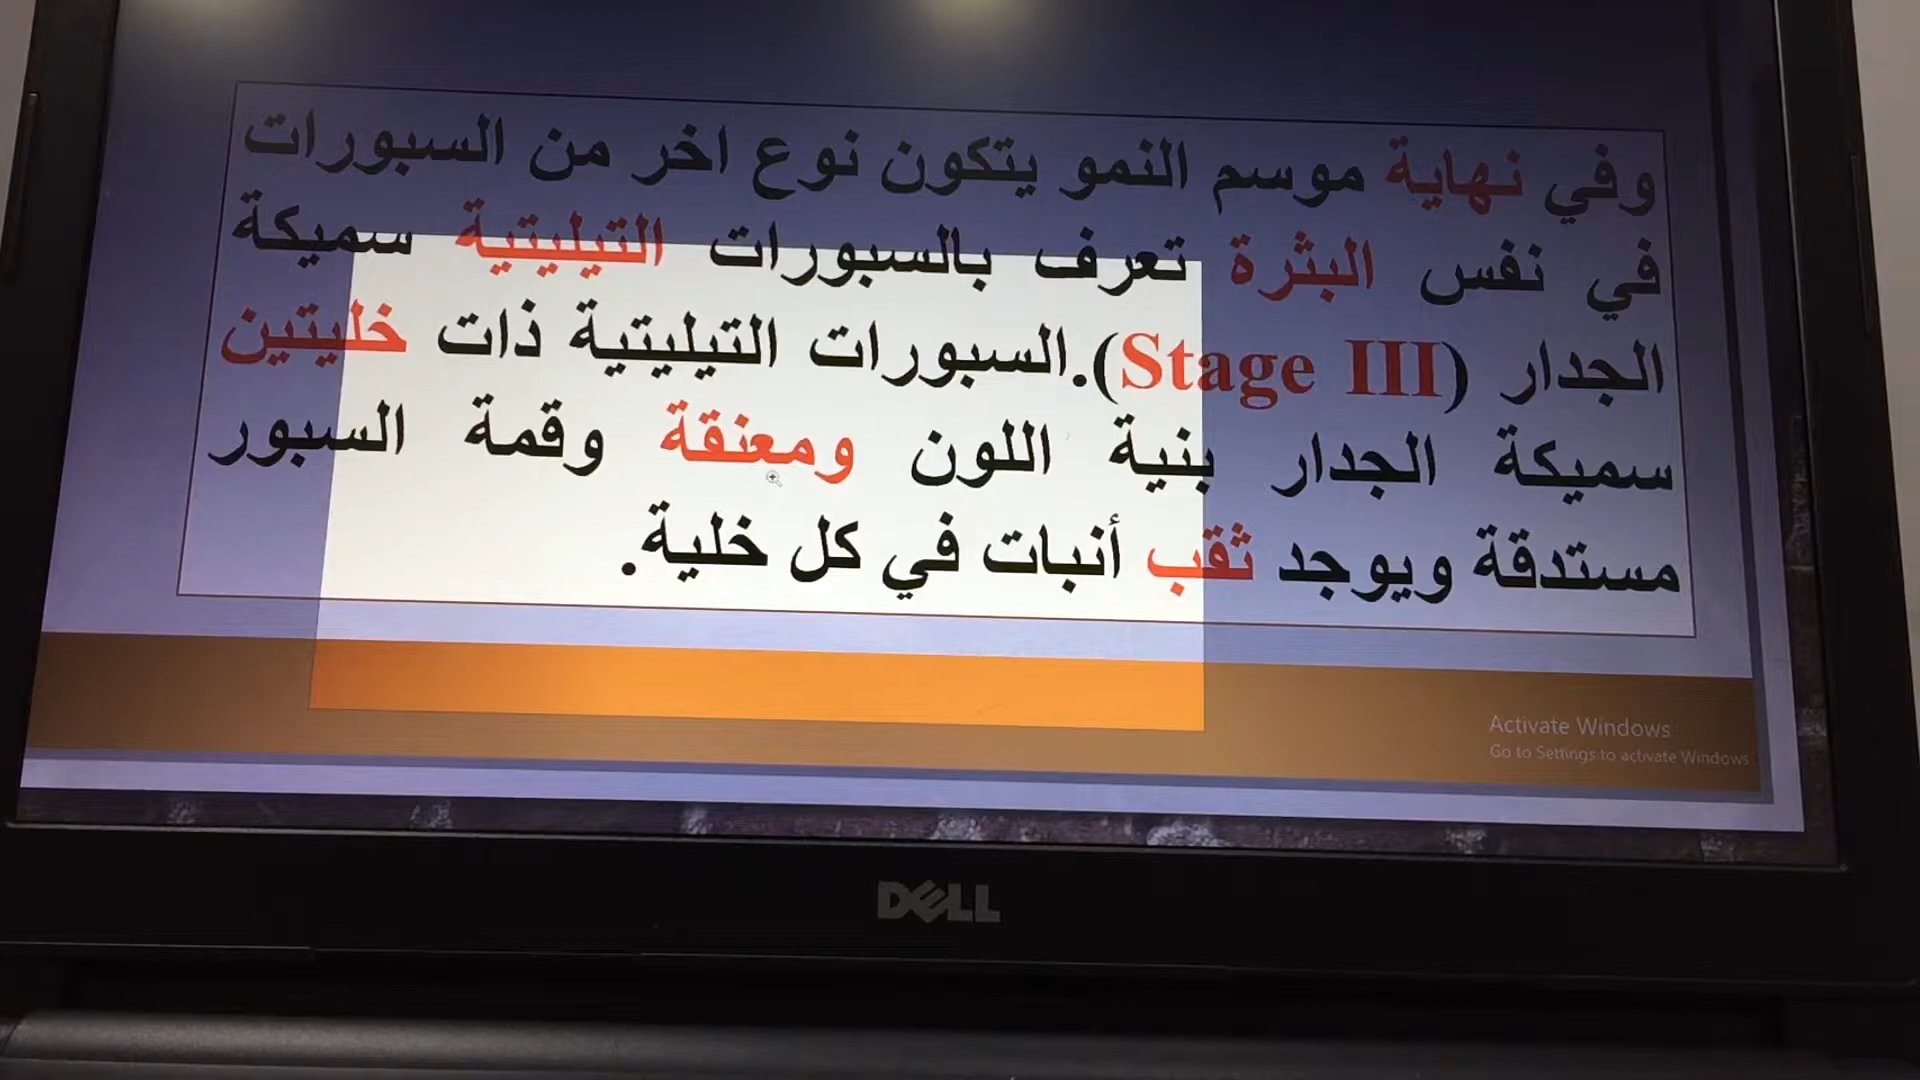 وفي نهاية موسم النمو يتكون نوع اخر من السبورات
في نفس البثرة تعرف بالسبورات التيليتية سميكة
الجدار (Stage III).السبورات التيليتية ذات خليتين
سميكة الجدار بنية اللون ومعنقة وقمة السبور
مستدقة ويوجد ثقب أنبات في كل خلية.
Activate Windows
Go to Settings to activate Windows
DELL